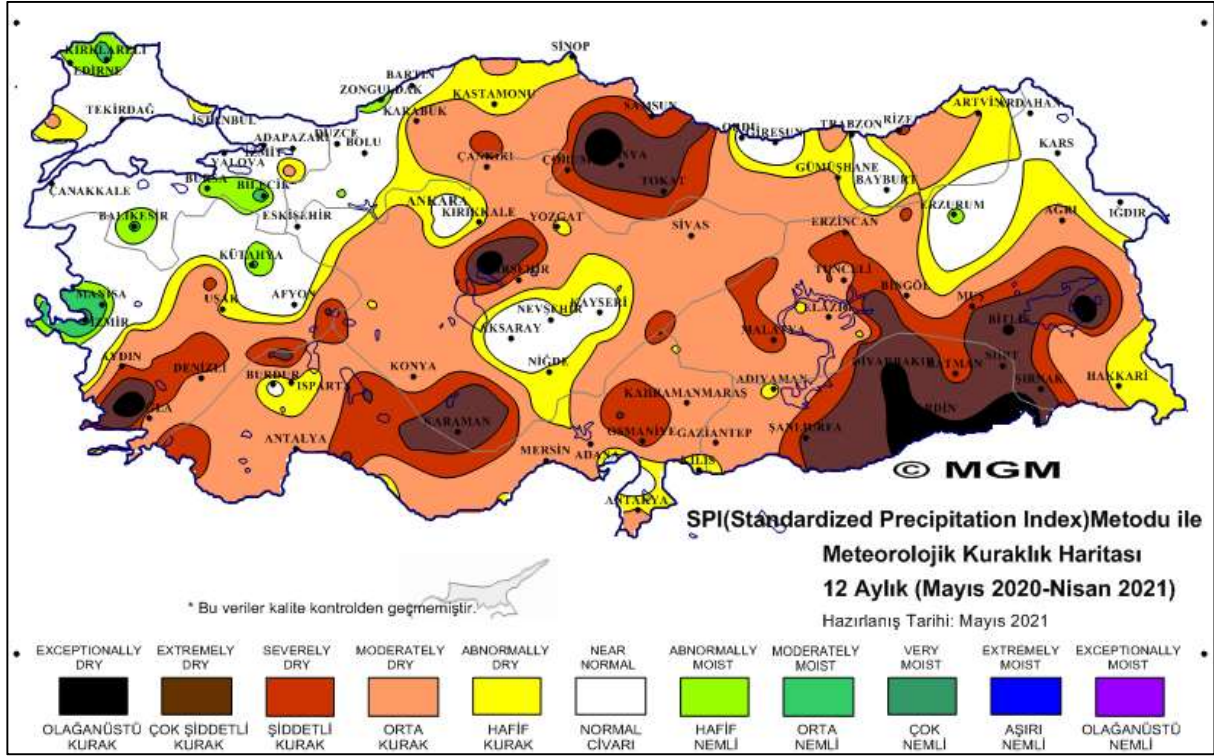 SİNOP
KIRKLARELİ
EDİRNE
BARTIN
ZONGULDAK
KASTAMONU
KARABÜK
TEKİRDAĞ
İSTANBUL
SAMSUN
ARTVİN
ARDAHAN
ORDU
GİRESUN
TRABZON
RİZE
DÜZCE
ADAPAZARI
İZMİT
BOLU
YALOVA
ÇANKIRI
ÇORUM
KARS
GÜMÜŞHANE
BAYBURT
TOKAT
ÇANAKKALE
BURSA
BİLECİK
ANKARA
KIRIKKALE
YOZGAT
SİVAS
ERZİNCAN
ERZURUM
AĞRI
IĞDIR
BALIKESİR
ESKİŞEHİR
KÜTAHYA
TUNCELİ
BİNGÖL
MUŞ
MANİSA
İZMİR
UŞAK
AFYON
NEVŞEHİR
KAYSERİ
AKSARAY
MALATYA
BİTLİS
AYDIN
DENİZLİ
KONYA
NİĞDE
DİYARBAKIR
BATMAN
SİİRT
BURDUR
ISPARTA
ADIYAMAN
ŞIRNAK
HAKKARİ
KAHRAMANMARAŞ
KARAMAN
ANTALYA
MERSİN
ADANA
OSMANİYE
GAZİANTEP
ŞANLIURFA
KİLİS
ANTAKYA
© MGM
SPI(Standardized Precipitation Index)Metodu ile
Meteorolojik Kuraklık Haritası
12 Aylık (Mayıs 2020-Nisan 2021)
Hazırlanış Tarihi: Mayıs 2021
* Bu veriler kalite kontrolden geçmemiştir.
EXCEPTIONALLY EXTREMELY SEVERELY MODERATELY ABNORMALLY NEAR ABNORMALLY MODERATELY VERY EXTREMELY EXCEPTIONALLY
DRY DRY DRY DRY DRY NORMAL MOIST MOIST MOIST MOIST MOIST
OLAĞANÜSTÜ ÇOK ŞİDDETLİ ŞİDDETLİ ORTA HAFİF NORMAL HAFİF ORTA ÇOK AŞIRI OLAĞANÜSTÜ
KURAK KURAK KURAK KURAK KURAK CİVARI NEMLİ NEMLİ NEMLİ NEMLİ NEMLİ